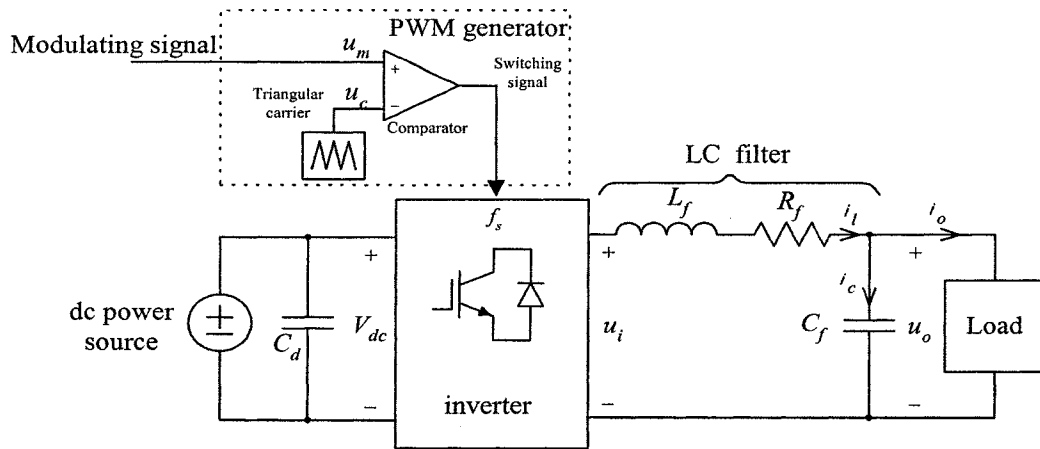 PWM generator
Modulating signal
u_m
Switching
signal
Triangular
carrier
u_c
+
−
Comparator
LC filter
L_f
R_f
i_l
i_o
f_s
+
+
+
dc power
source
+
−
C_d
V_dc
u_i
i_c
C_f
u_o
Load
inverter
−
−
−